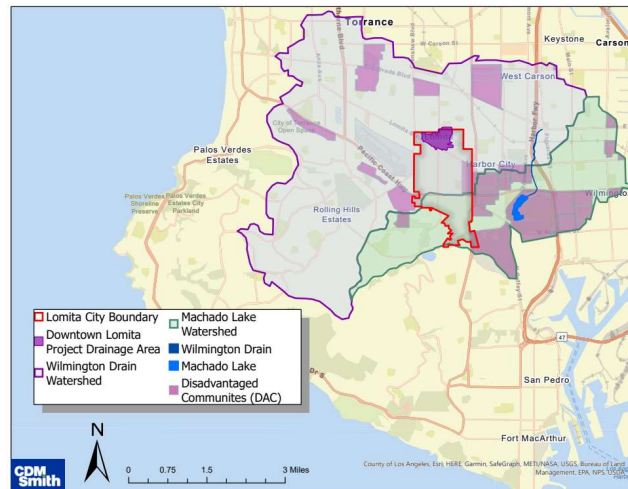 Torrance
W Carson St
Keystone
Carson
West Carson
City of Torrance
Open Space
Lomita
Palos Verdes
Estates
Pacific Coast Hwy
Harbor City
Palos Verdes
Shoreline
Preserve
Palos Verdes
Estates City
Parkland
Rolling Hills
Estates
Lomita City Boundary
Downtown Lomita
Project Drainage Area
Wilmington Drain
Watershed
Machado Lake
Watershed
Wilmington Drain
Machado Lake
Disadvantaged
Communites (DAC)
47
San Pedro
Fort MacArthur
N
CDM
Smith
0 0.75 1.5 3 Miles
County of Los Angeles, Esri, HERE, Garmin, SafeGraph, METI/NASA, USGS, Bureau of Land
Management, EPA, NPS, USDA